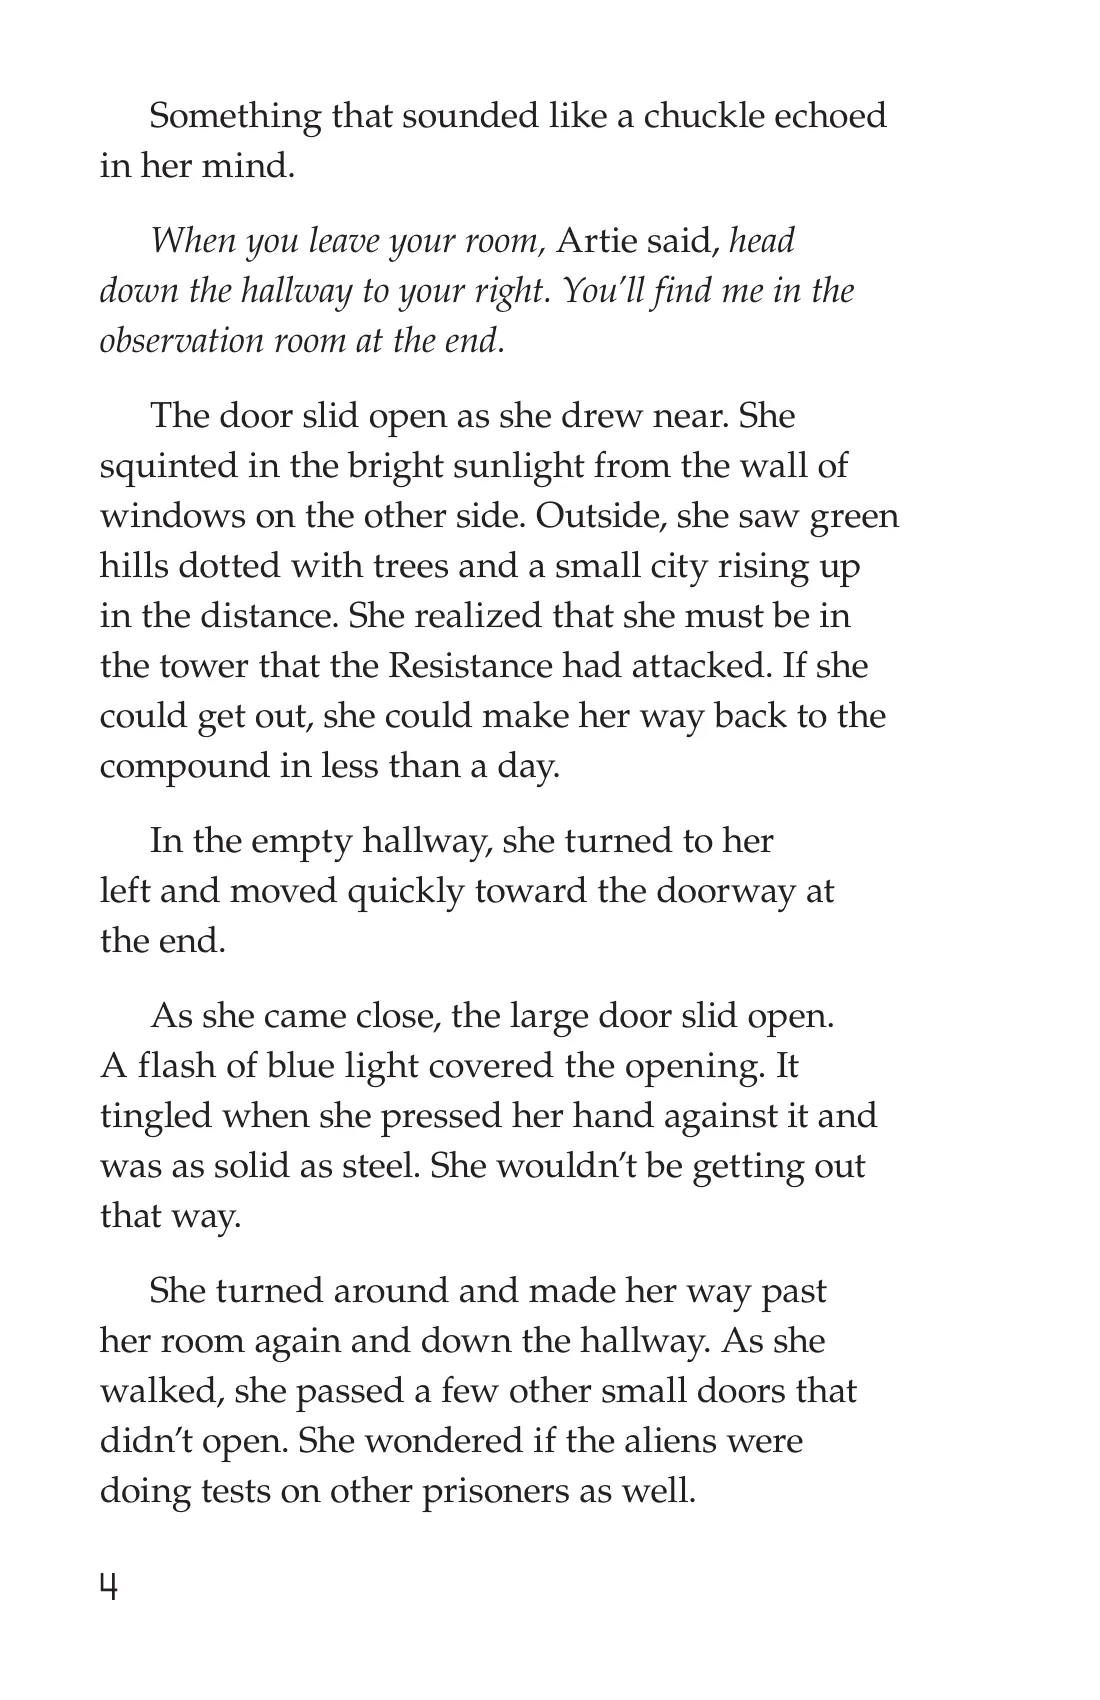 Something that sounded like a chuckle echoed
in her mind.
When you leave your room, Artie said, head
down the hallway to your right. You’ll find me in the
observation room at the end.
The door slid open as she drew near. She
squinted in the bright sunlight from the wall of
windows on the other side. Outside, she saw green
hills dotted with trees and a small city rising up
in the distance. She realized that she must be in
the tower that the Resistance had attacked. If she
could get out, she could make her way back to the
compound in less than a day.
In the empty hallway, she turned to her
left and moved quickly toward the doorway at
the end.
As she came close, the large door slid open.
A flash of blue light covered the opening. It
tingled when she pressed her hand against it and
was as solid as steel. She wouldn’t be getting out
that way.
She turned around and made her way past
her room again and down the hallway. As she
walked, she passed a few other small doors that
didn’t open. She wondered if the aliens were
doing tests on other prisoners as well.
4